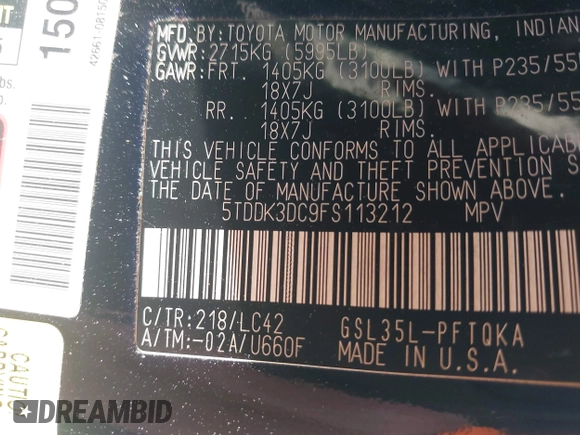 MFD. BY: TOYOTA MOTOR MANUFACTURING, INDIAN
GVWR: 2715KG (5995LB)
GAWR: FRT. 1405KG (3100LB) WITH P235/55
18X7J RIMS.
RR. 1405KG (3100LB) WITH P235/55
18X7J RIMS.
THIS VEHICLE CONFORMS TO ALL APPLICAB
VEHICLE SAFETY AND THEFT PREVENTION S
THE DATE OF MANUFACTURE SHOWN ABOVE.
5TDDK3DC9FS113212 MPV
C/TR: 218/LC42 GSL35L-PFTQKA
A/TM: -02A/U660F MADE IN U.S.A.
150
CAUTIO
DREAMBID